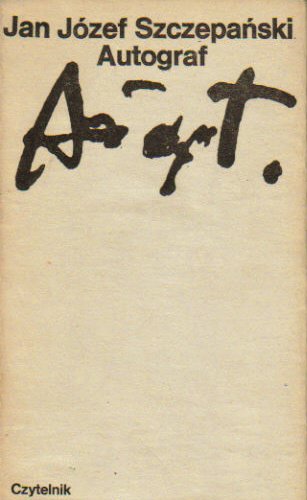 Jan Józef Szczepański
Autograf
Czytelnik